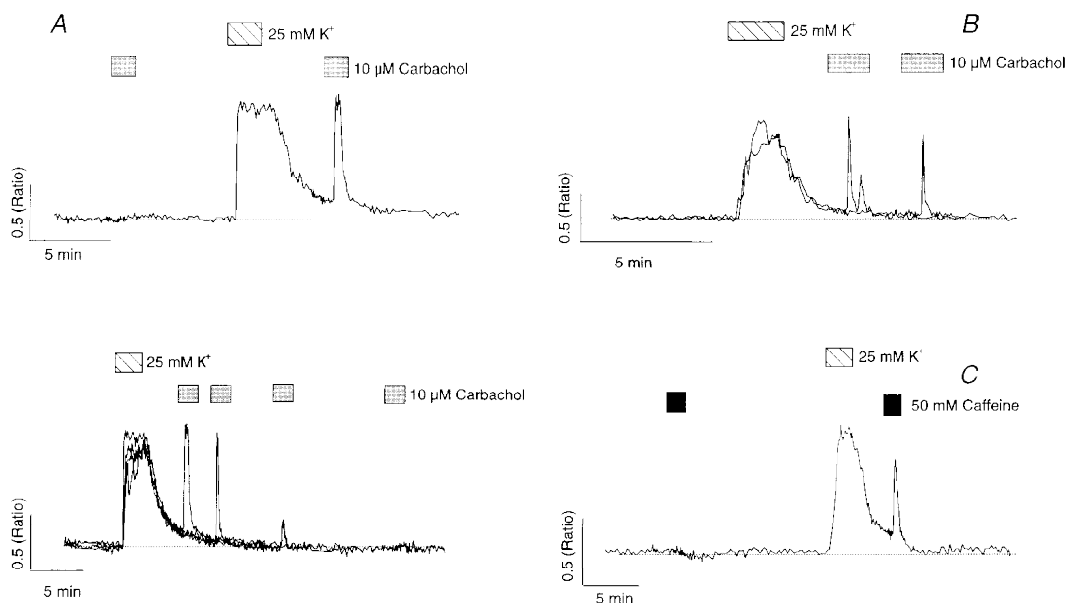 A
25 mM K⁺
10 µM Carbachol
0.5 (Ratio)
5 min
B
25 mM K⁺
10 µM Carbachol
0.5 (Ratio)
5 min
25 mM K⁺
10 µM Carbachol
0.5 (Ratio)
5 min
C
25 mM K⁺
50 mM Caffeine
0.5 (Ratio)
5 min